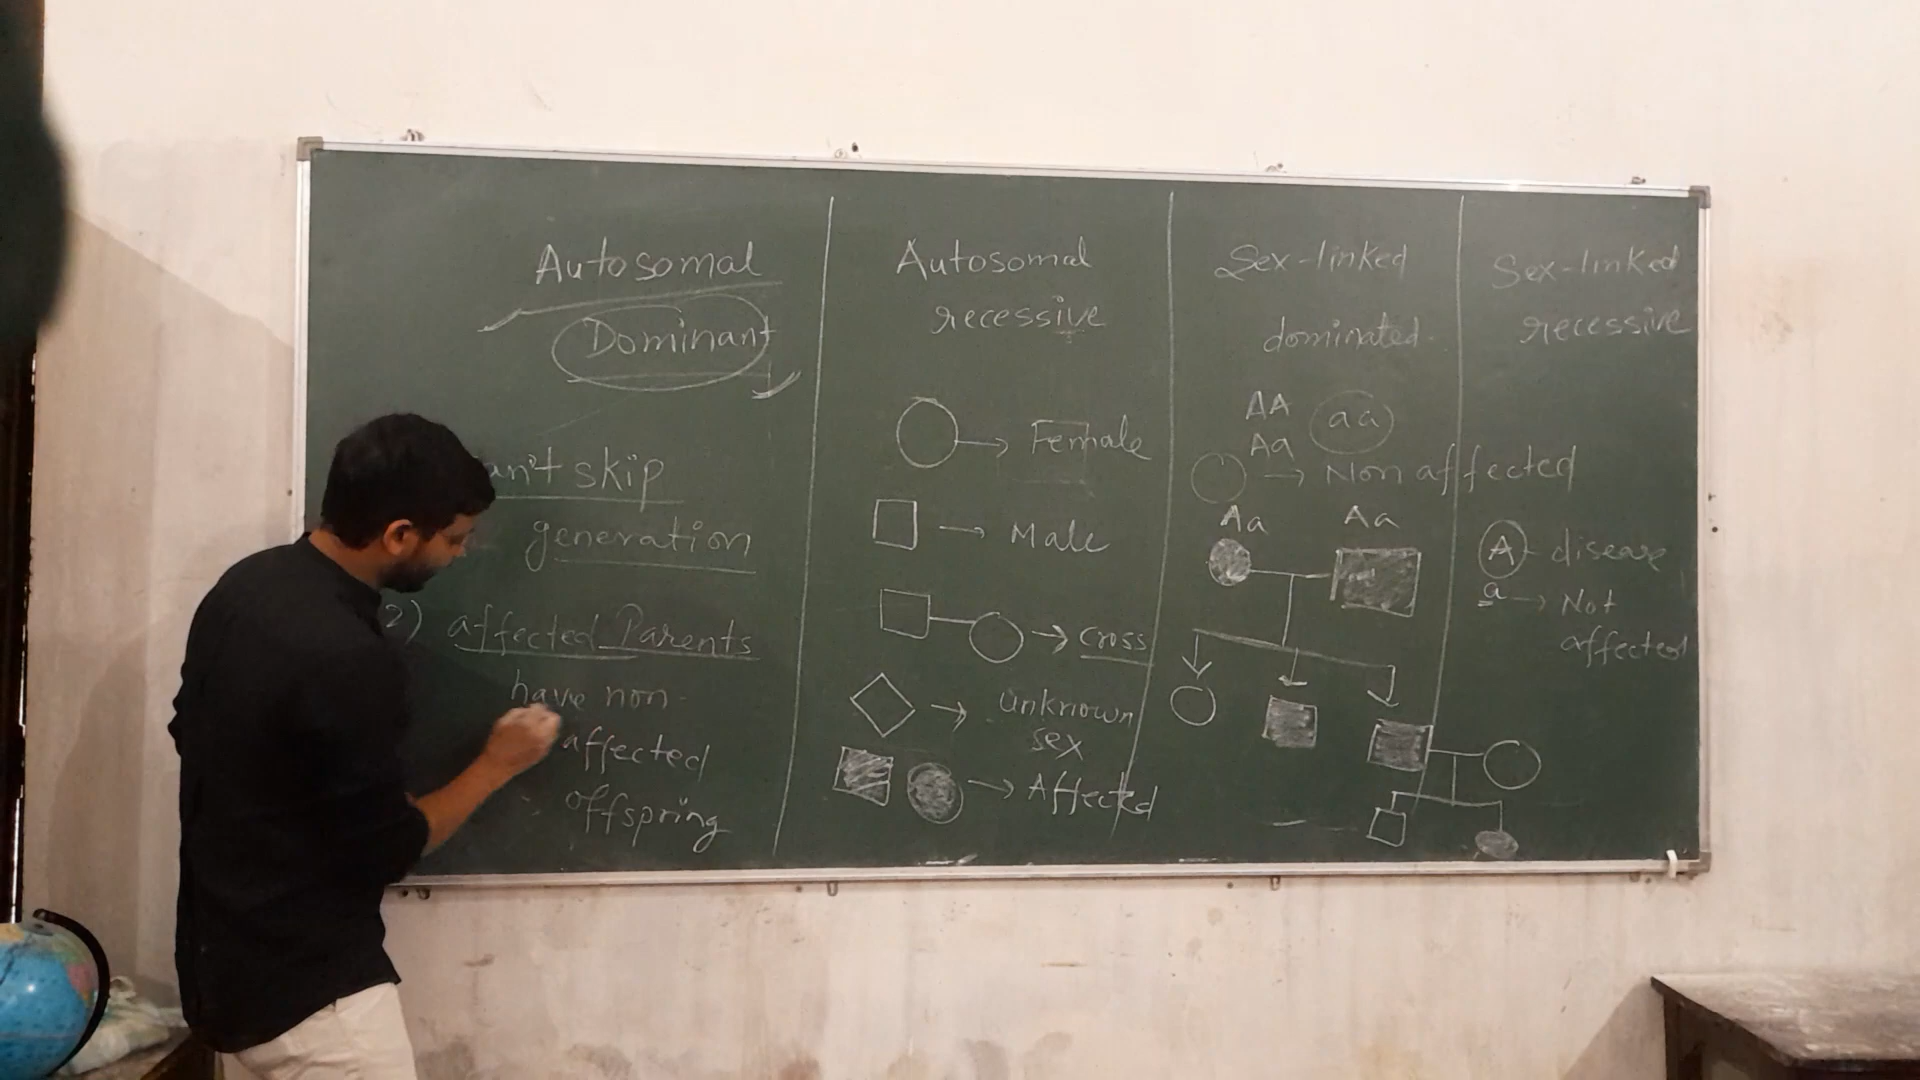 Autosomal
Dominant
an't skip
generation
2) affected Parents
have non-
affected
offspring
Autosomal
recessive
→ Female
→ Male
→ cross
→ unknown
sex
→ Affected
Sex-linked
dominated.
AA
aa
Aa
→ Non affected
Aa
Aa
Sex-linked
recessive
A - disease
a → Not
affected